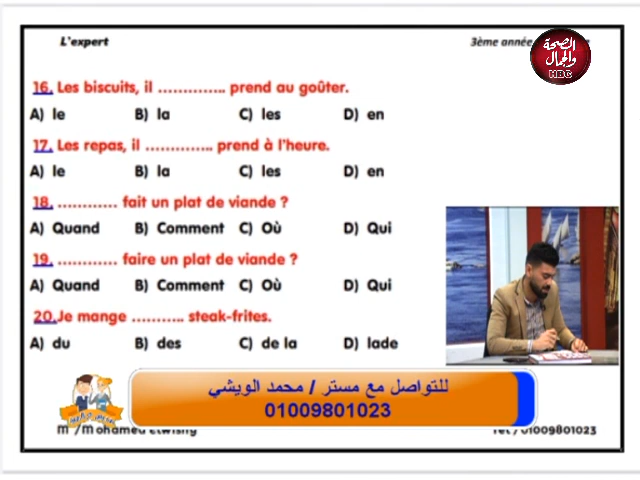 L'expert
3ème année
الصحة
والجمال
HBC
16. Les biscuits, il ............. prend au goûter.
A) le B) la C) les D) en
17. Les repas, il ............. prend à l'heure.
A) le B) la C) les D) en
18. ............ fait un plat de viande ?
A) Quand B) Comment C) Où D) Qui
19. ............ faire un plat de viande ?
A) Quand B) Comment C) Où D) Qui
20.Je mange ........... steak-frites.
A) du B) des C) de la D) lade
للتواصل مع مستر / محمد الويشي
01009801023
01009801023